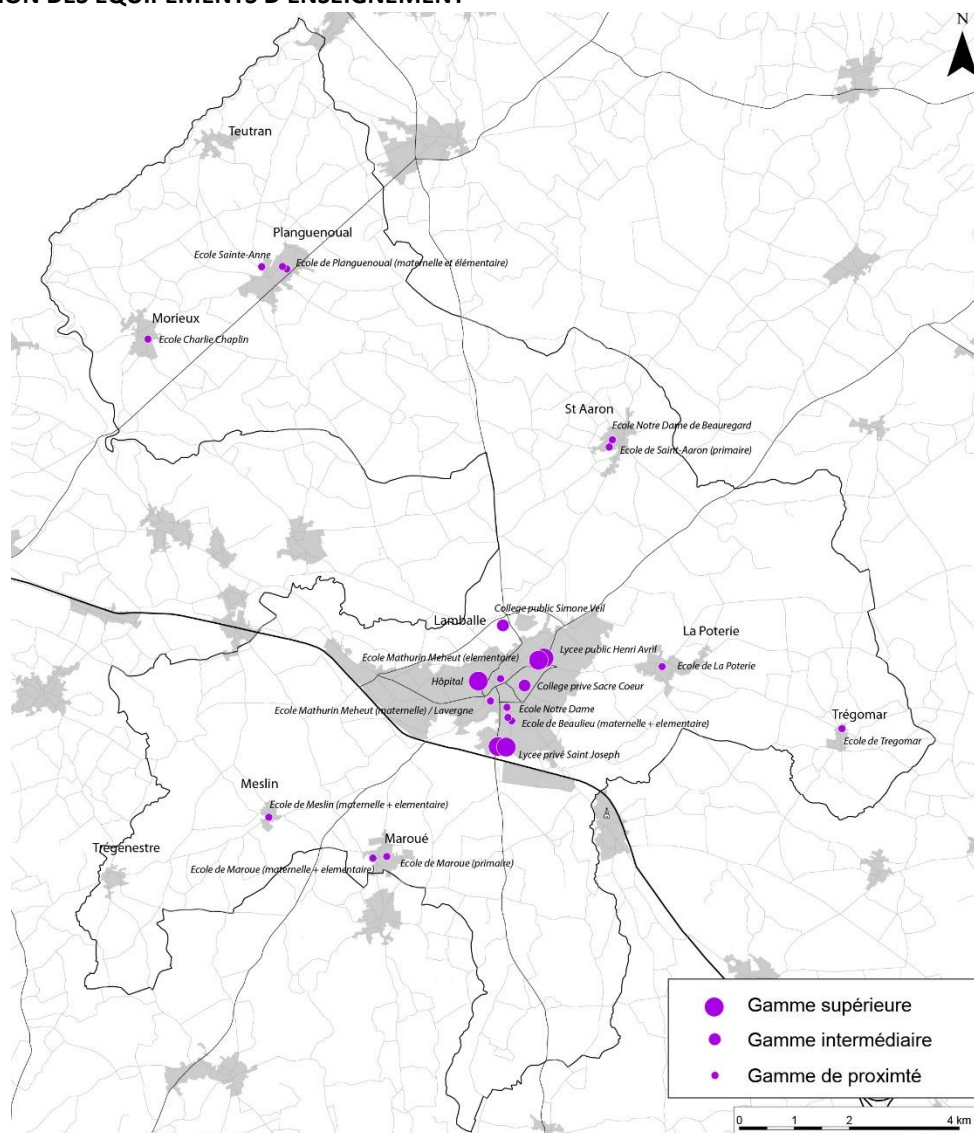 ION DES EQUIPEMENTS D'ENSEIGNEMENT
N
Teutran
Planguenoual
Ecole Sainte-Anne
Ecole de Planguenoual (maternelle et élémentaire)
Morieux
Ecole Charlie Chaplin
St Aaron
Ecole Notre Dame de Beauregard
Ecole de Saint-Aaron (primaire)
College public Simone Veil
Lamballe
La Poterie
Lycee public Henri Avril
Ecole Mathurin Meheut (elementaire)
Ecole de La Poterie
Hôpital
College prive Sacre Coeur
Ecole Mathurin Meheut (maternelle) / Lavergne
Ecole Notre Dame
Ecole de Beaulieu (maternelle + elementaire)
Trégomar
Ecole de Tregomar
Lycee privé Saint Joseph
Meslin
Ecole de Meslin (maternelle + elementaire)
Maroué
Trégenestre
Ecole de Maroue (primaire)
Ecole de Maroue (maternelle + elementaire)
Gamme supérieure
Gamme intermédiaire
Gamme de proximté
0 1 2 4 km